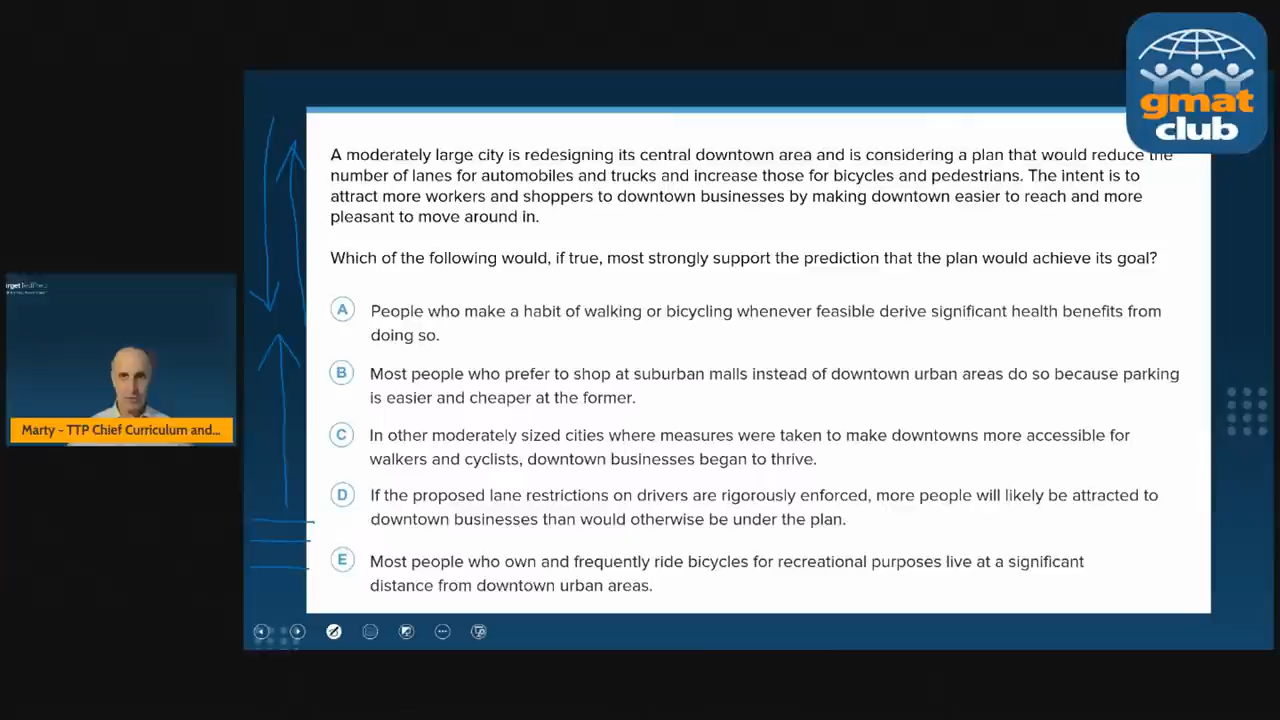 gmat
club
A moderately large city is redesigning its central downtown area and is considering a plan that would reduce the
number of lanes for automobiles and trucks and increase those for bicycles and pedestrians. The intent is to
attract more workers and shoppers to downtown businesses by making downtown easier to reach and more
pleasant to move around in.
Which of the following would, if true, most strongly support the prediction that the plan would achieve its goal?
A People who make a habit of walking or bicycling whenever feasible derive significant health benefits from
doing so.
B Most people who prefer to shop at suburban malls instead of downtown urban areas do so because parking
is easier and cheaper at the former.
C In other moderately sized cities where measures were taken to make downtowns more accessible for
walkers and cyclists, downtown businesses began to thrive.
D If the proposed lane restrictions on drivers are rigorously enforced, more people will likely be attracted to
downtown businesses than would otherwise be under the plan.
E Most people who own and frequently ride bicycles for recreational purposes live at a significant
distance from downtown urban areas.
Marty - TTP Chief Curriculum and...